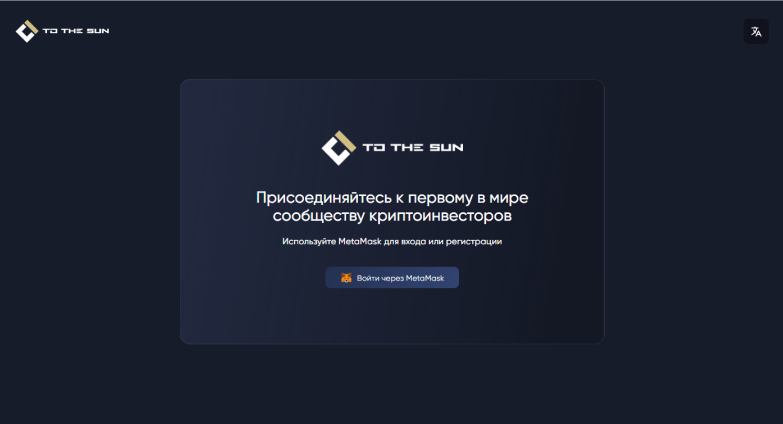 TO THE SUN
TO THE SUN
Присоединяйтесь к первому в мире
сообществу криптоинвесторов
Используйте MetaMask для входа или регистрации
Войти через MetaMask